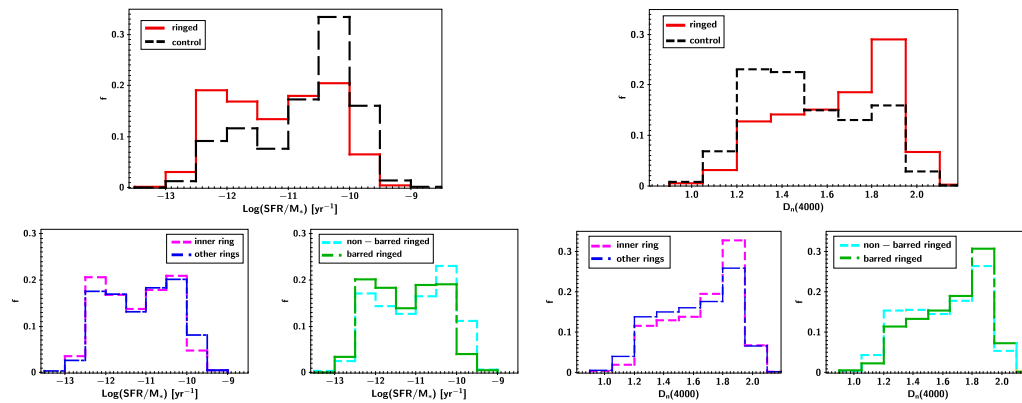 0.3
0.2
0.1
0
f
ringed
control
−13 −12 −11 −10 −9
Log(SFR/M∗) [yr⁻¹]
0.3
0.2
0.1
0
f
ringed
control
1.0 1.2 1.4 1.6 1.8 2.0
Dₙ(4000)
0.3
0.2
0.1
0
f
inner ring
other rings
−13 −12 −11 −10 −9
Log(SFR/M∗) [yr⁻¹]
0.3
0.2
0.1
0
f
non − barred ringed
barred ringed
−13 −12 −11 −10 −9
Log(SFR/M∗) [yr⁻¹]
0.3
0.2
0.1
0
f
inner ring
other rings
1.0 1.2 1.4 1.6 1.8 2.0
Dₙ(4000)
0.3
0.2
0.1
0
f
non − barred ringed
barred ringed
1.0 1.2 1.4 1.6 1.8 2.0
Dₙ(4000)